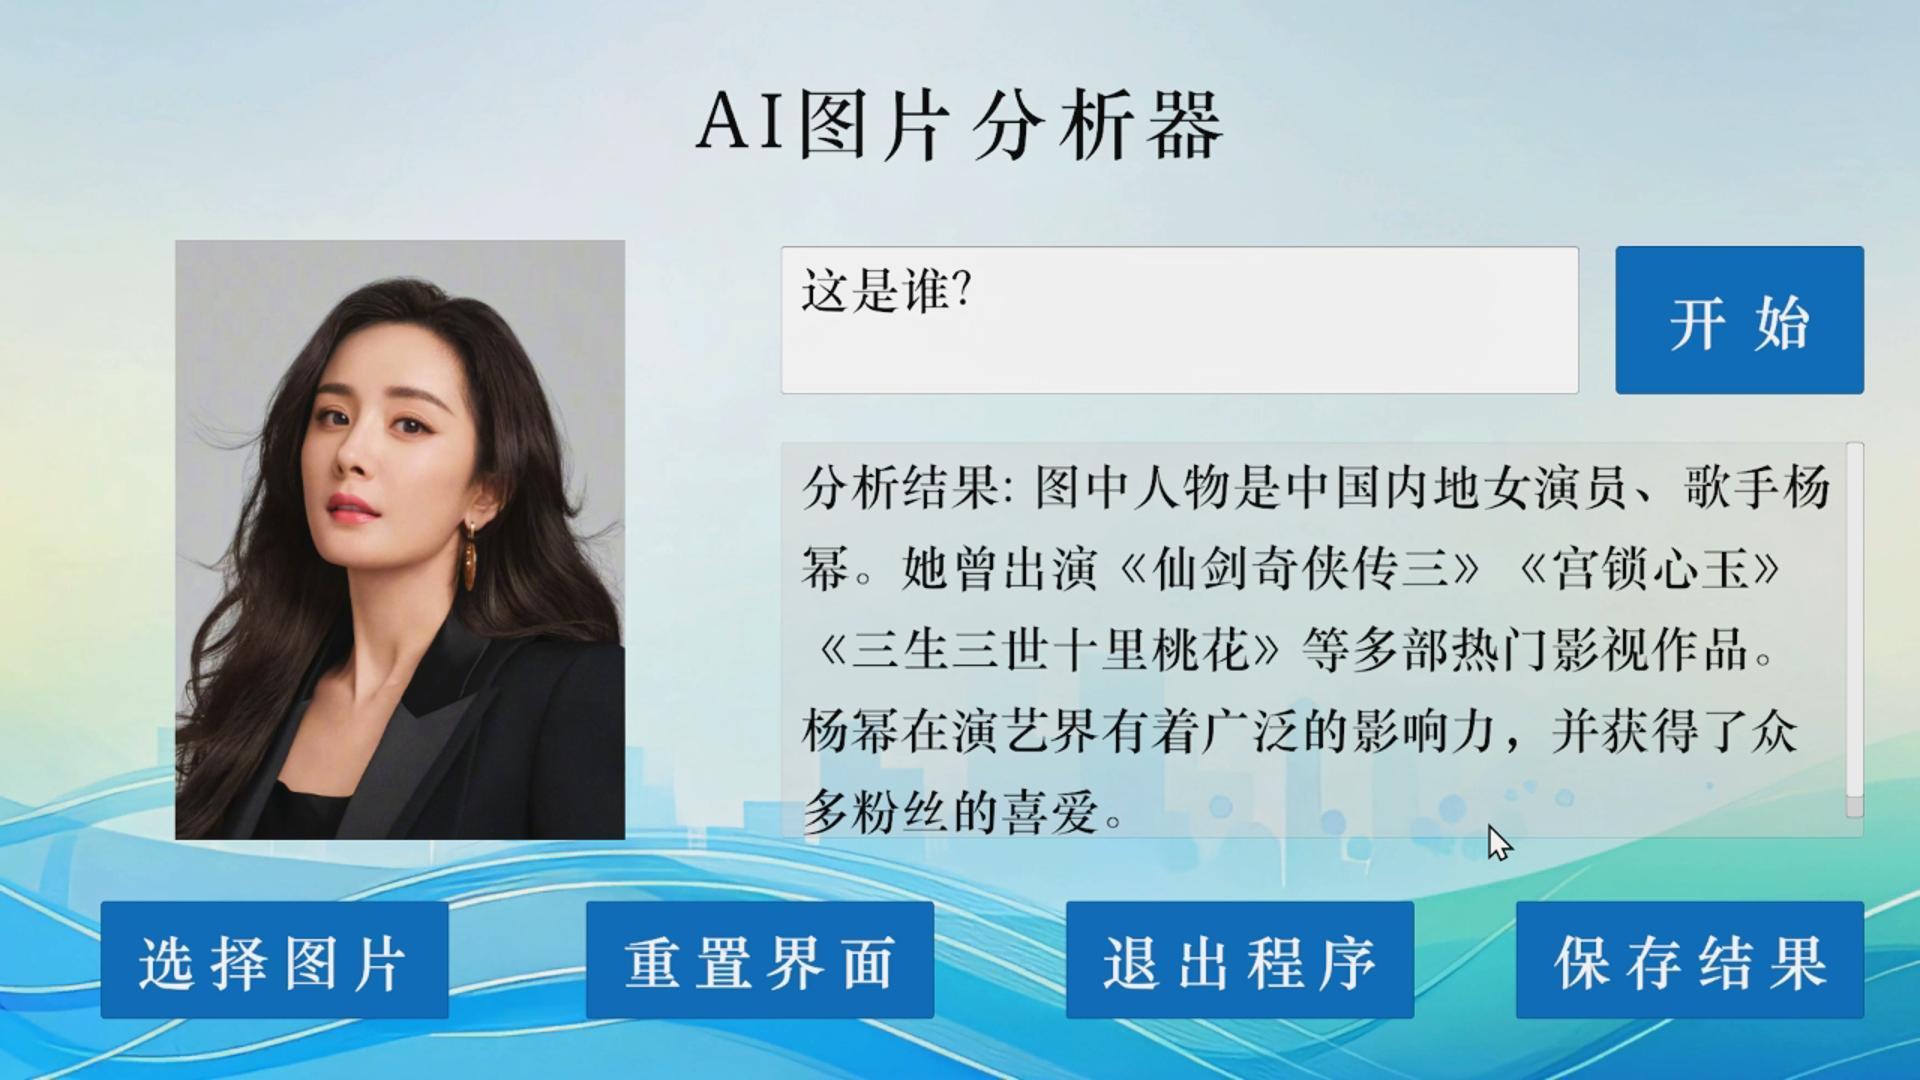 AI图片分析器
这是谁?
开始
分析结果: 图中人物是中国内地女演员、歌手杨
幂。她曾出演《仙剑奇侠传三》《宫锁心玉》
《三生三世十里桃花》等多部热门影视作品。
杨幂在演艺界有着广泛的影响力，并获得了众
多粉丝的喜爱。
选择图片
重置界面
退出程序
保存结果